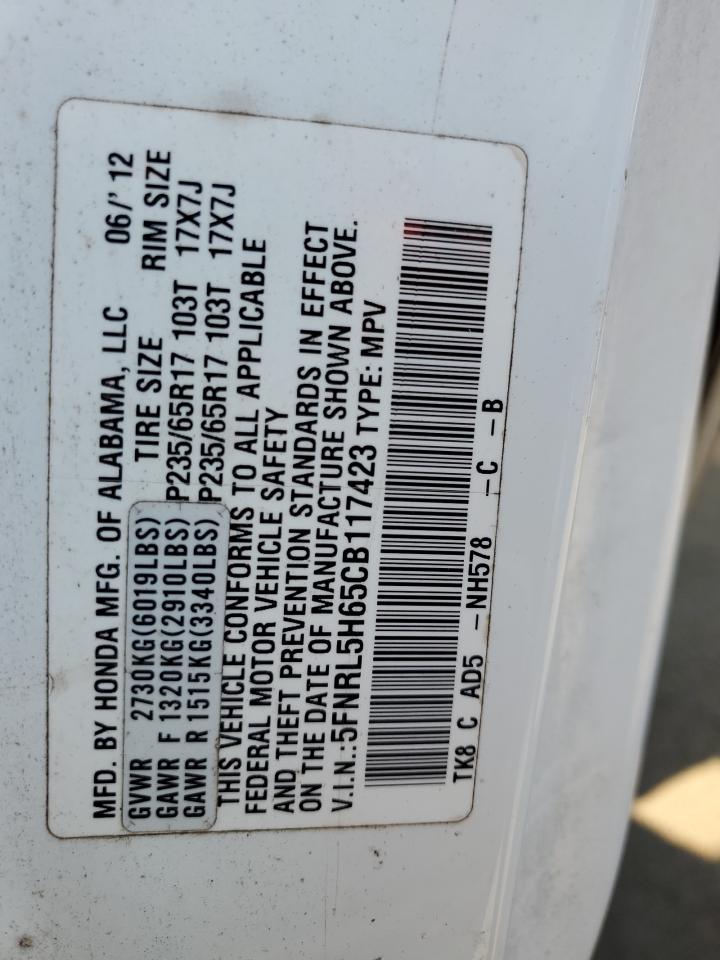 MFD. BY HONDA MFG. OF ALABAMA, LLC 06/' 12
GVWR 2730KG(6019LBS) TIRE SIZE RIM SIZE
GAWR F 1320KG(2910LBS) P235/65R17 103T 17X7J
GAWR R 1515KG(3340LBS) P235/65R17 103T 17X7J
THIS VEHICLE CONFORMS TO ALL APPLICABLE
FEDERAL MOTOR VEHICLE SAFETY
AND THEFT PREVENTION STANDARDS IN EFFECT
ON THE DATE OF MANUFACTURE SHOWN ABOVE.
V.I.N.:5FNRL5H65CB117423 TYPE: MPV
TK8 C AD5 -NH578 -C -B